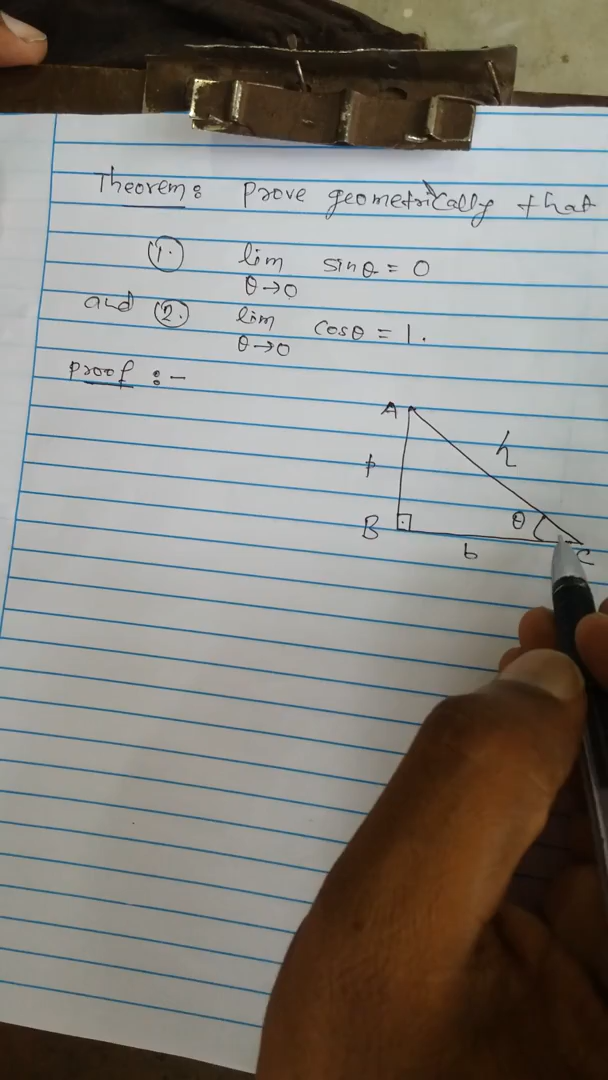 Theorem: Prove geometrically that
①. lim sinθ = 0
θ→0
and ②. lim cosθ = 1.
θ→0
Proof :-
A
h
p
B
θ
b
C